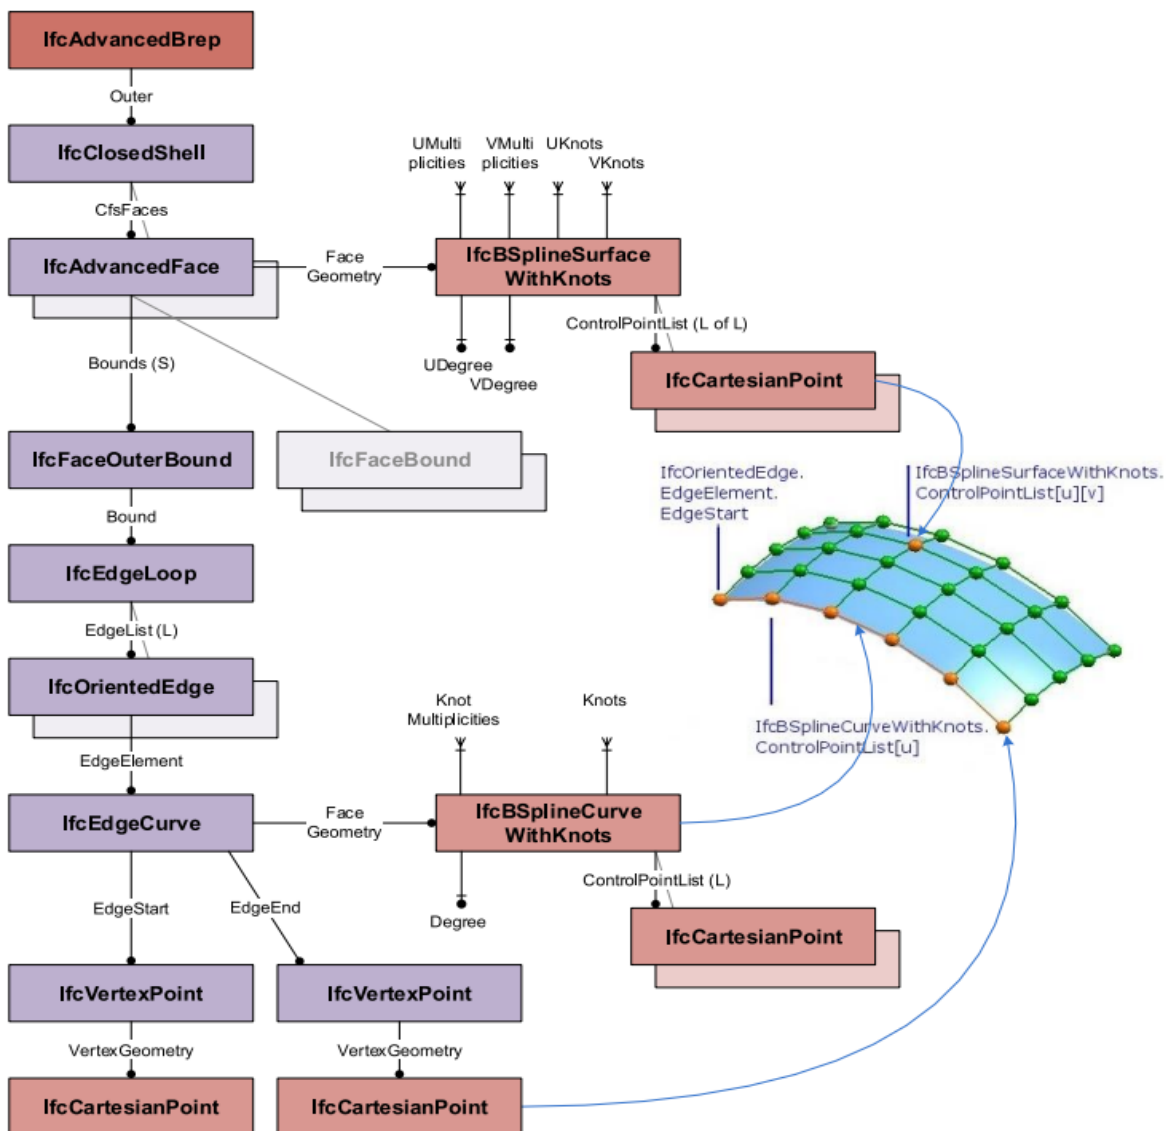 IfcAdvancedBrep
Outer
IfcClosedShell
CfsFaces
IfcAdvancedFace
Face
Geometry
UMulti
plicities
VMulti
plicities
UKnots
VKnots
IfcBSplineSurface
WithKnots
UDegree
VDegree
ControlPointList (L of L)
IfcCartesianPoint
Bounds (S)
IfcFaceOuterBound
IfcFaceBound
IfcOrientedEdge.
EdgeElement.
EdgeStart
IfcBSplineSurfaceWithKnots.
ControlPointList[u][v]
Bound
IfcEdgeLoop
EdgeList (L)
IfcOrientedEdge
EdgeElement
Knot
Multiplicities
Knots
IfcBSplineCurveWithKnots.
ControlPointList[u]
IfcEdgeCurve
Face
Geometry
IfcBSplineCurve
WithKnots
EdgeStart
EdgeEnd
Degree
ControlPointList (L)
IfcCartesianPoint
IfcVertexPoint
IfcVertexPoint
VertexGeometry
VertexGeometry
IfcCartesianPoint
IfcCartesianPoint